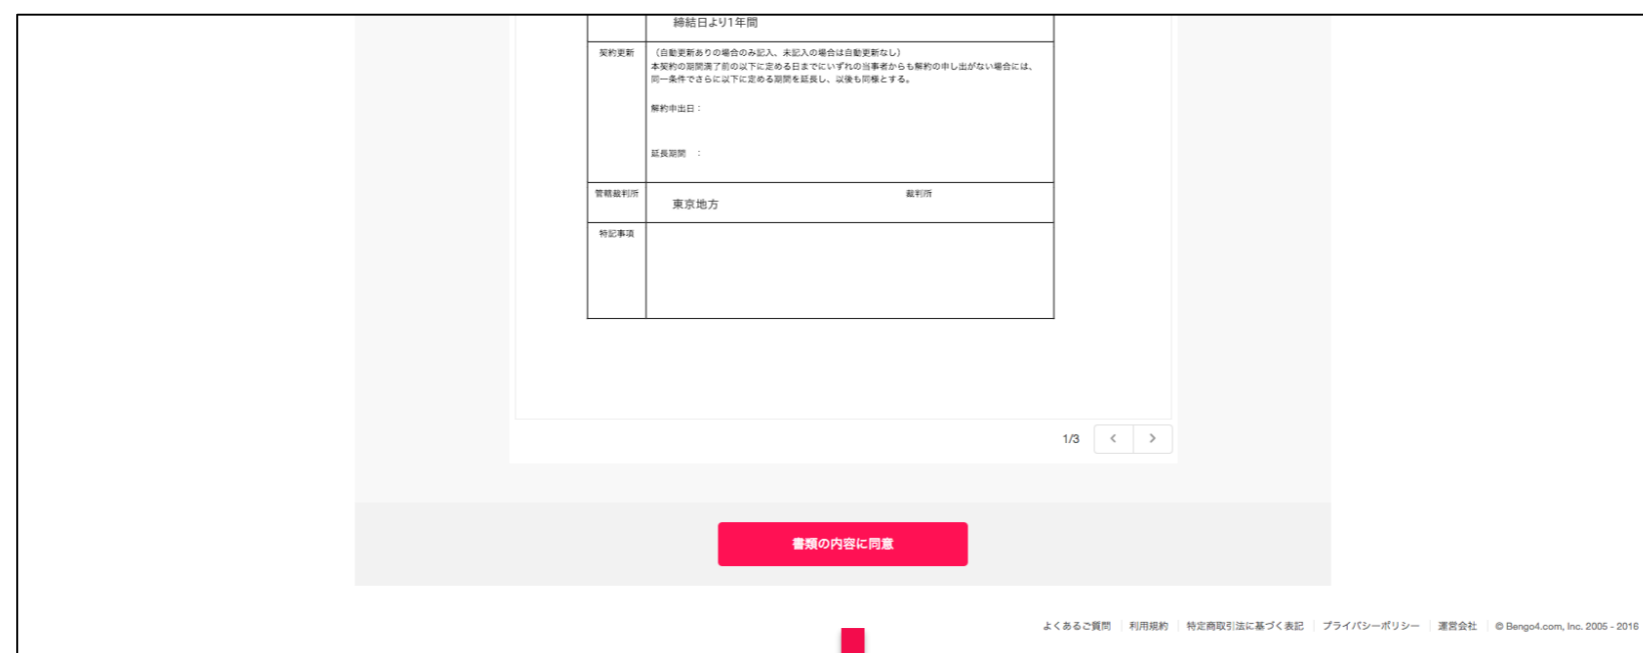 締結日より1年間
契約更新
(自動更新ありの場合のみ記入、未記入の場合は自動更新なし)
本契約の期間満了前の以下に定める日までにいずれの当事者からも解約の申し出がない場合には、
同一条件でさらに以下に定める期間を延長し、以後も同様とする。
解約申出日:
延長期間 :
管轄裁判所
東京地方
裁判所
特記事項
1/3
書類の内容に同意
よくあるご質問 利用規約 特定商取引法に基づく表記 プライバシーポリシー 運営会社 © Bengo4.com, Inc. 2005 - 2016